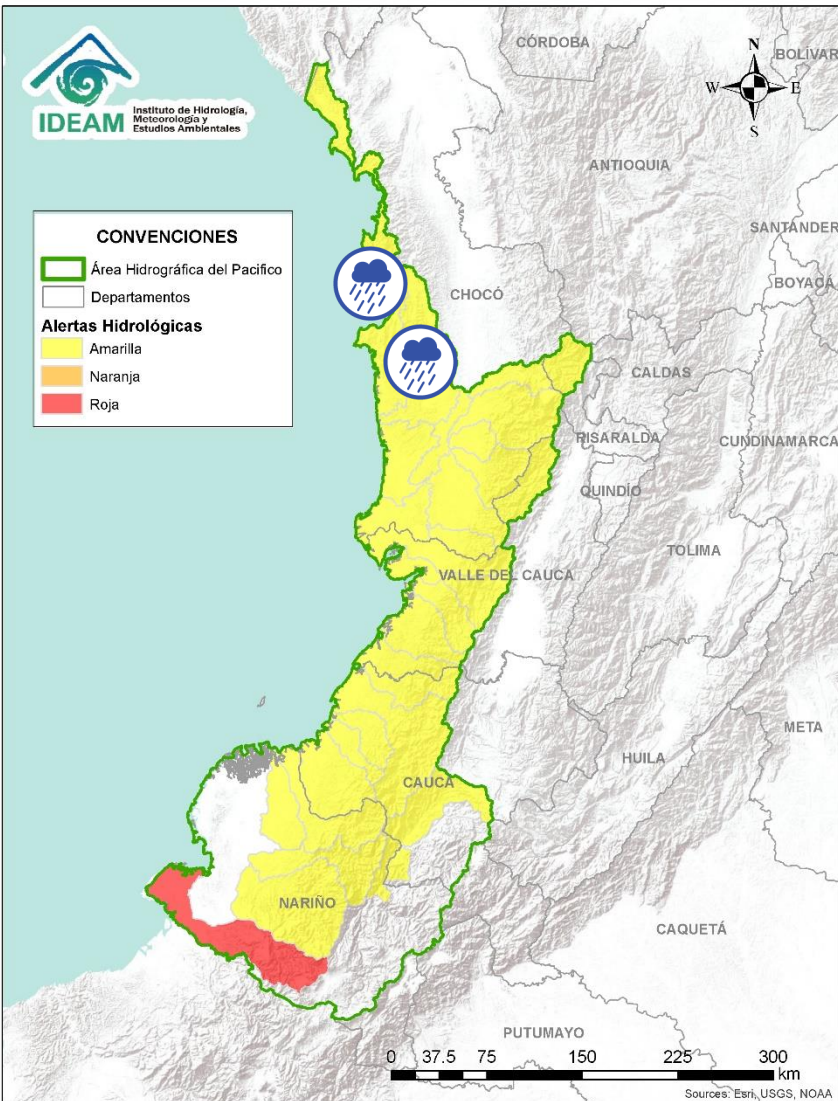 IDEAM
Instituto de Hidrología,
Meteorología y
Estudios Ambientales
CÓRDOBA
BOLÍVAR
N
W
E
S
ANTIOQUIA
SANTANDER
BOYACÁ
CONVENCIONES
Área Hidrográfica del Pacifico
Departamentos
Alertas Hidrológicas
Amarilla
Naranja
Roja
CHOCÓ
CALDAS
RISARALDA
CUNDINAMARCA
QUINDÍO
TOLIMA
VALLE DEL CAUCA
META
HUILA
CAUCA
NARIÑO
CAQUETÁ
PUTUMAYO
0 37.5 75 150 225 300
km
Sources: Esri, USGS, NOAA